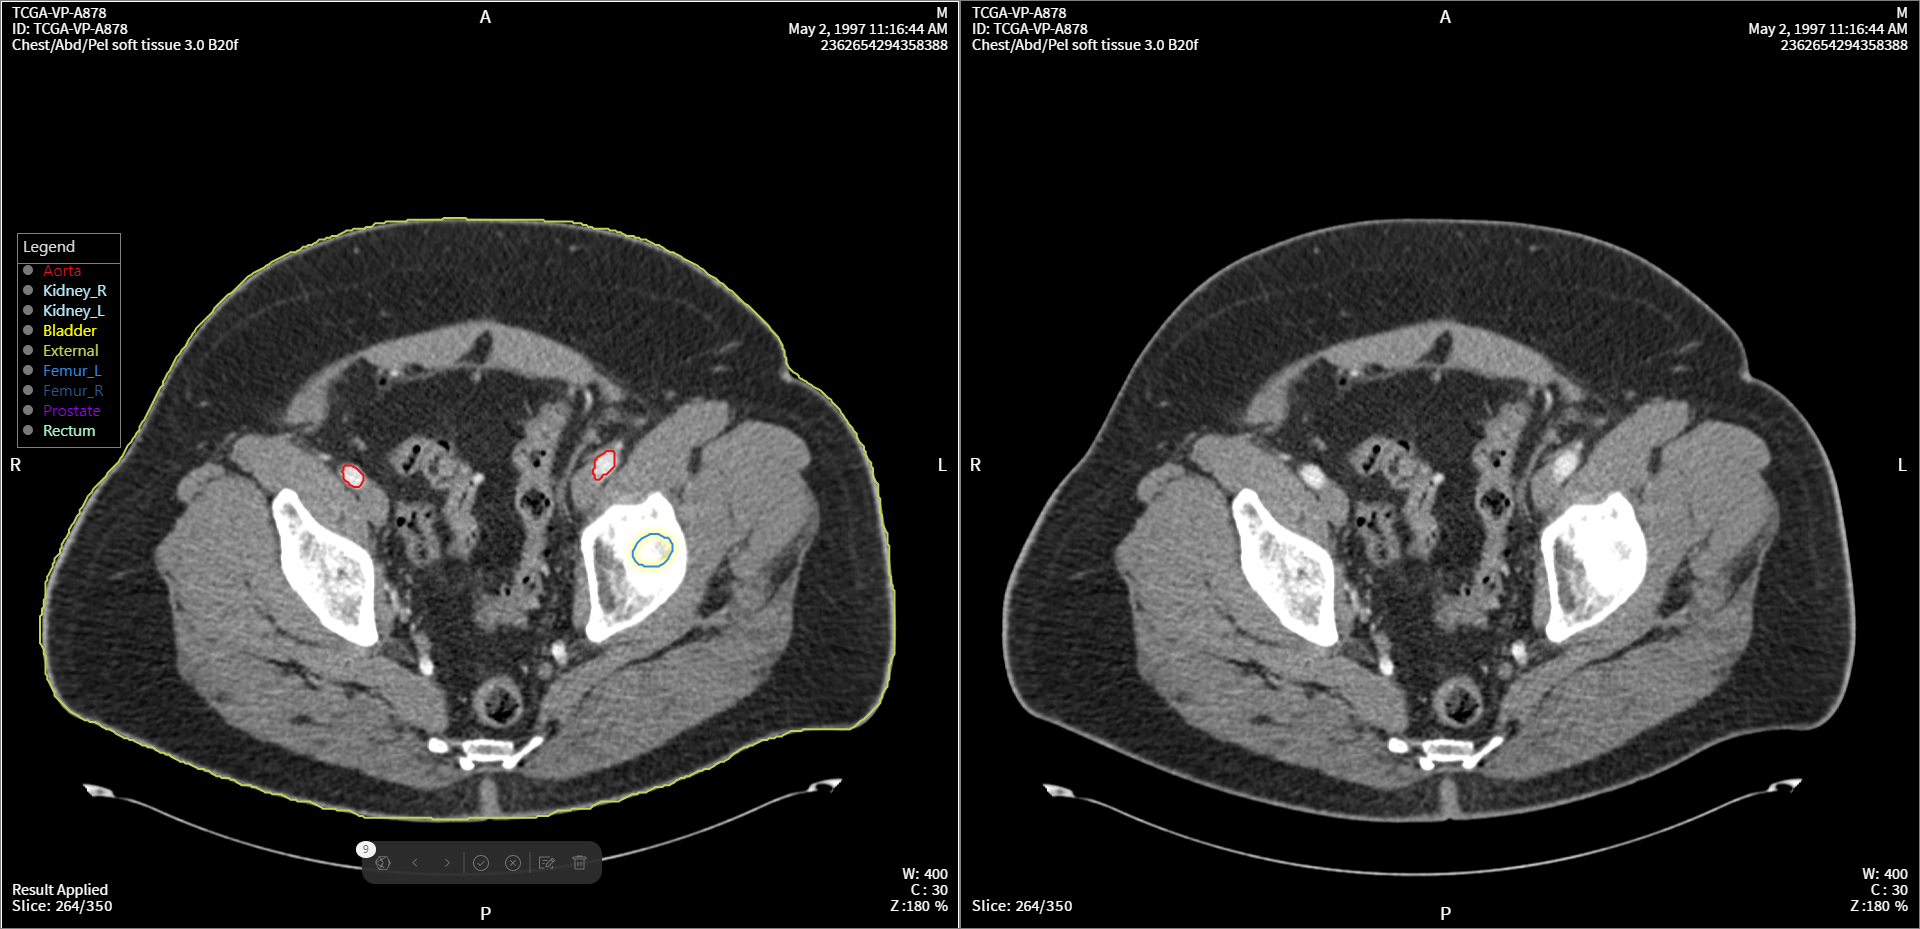 TCGA-VP-A878
ID: TCGA-VP-A878
Chest/Abd/Pel soft tissue 3.0 B20f
A
M
May 2, 1997 11:16:44 AM
2362654294358388
Legend
Aorta
Kidney_R
Kidney_L
Bladder
External
Femur_L
Femur_R
Prostate
Rectum
R
L
9
Result Applied
Slice: 264/350
P
W: 400
C: 30
Z:180 %
TCGA-VP-A878
ID: TCGA-VP-A878
Chest/Abd/Pel soft tissue 3.0 B20f
A
M
May 2, 1997 11:16:44 AM
2362654294358388
R
L
Slice: 264/350
P
W: 400
C: 30
Z:180 %